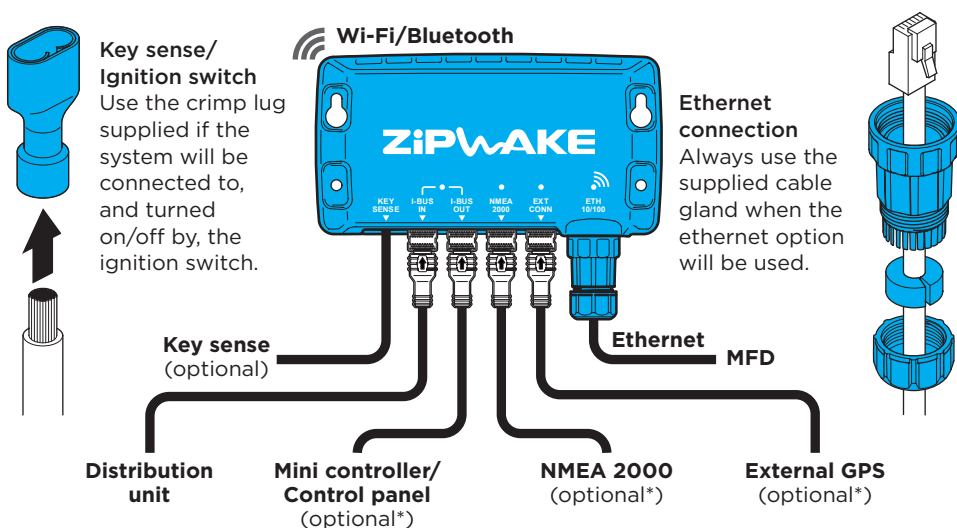 Wi-Fi/Bluetooth
Key sense/
Ignition switch
Use the crimp lug
supplied if the
system will be
connected to,
and turned
on/off by, the
ignition switch.
ZiPWAKE
KEY
SENSE
I-BUS
IN
I-BUS
OUT
NMEA
2000
EXT
CONN
ETH
10/100
Ethernet
connection
Always use the
supplied cable
gland when the
ethernet option
will be used.
Key sense
(optional)
Ethernet
MFD
Distribution
unit
Mini controller/
Control panel
(optional*)
NMEA 2000
(optional*)
External GPS
(optional*)